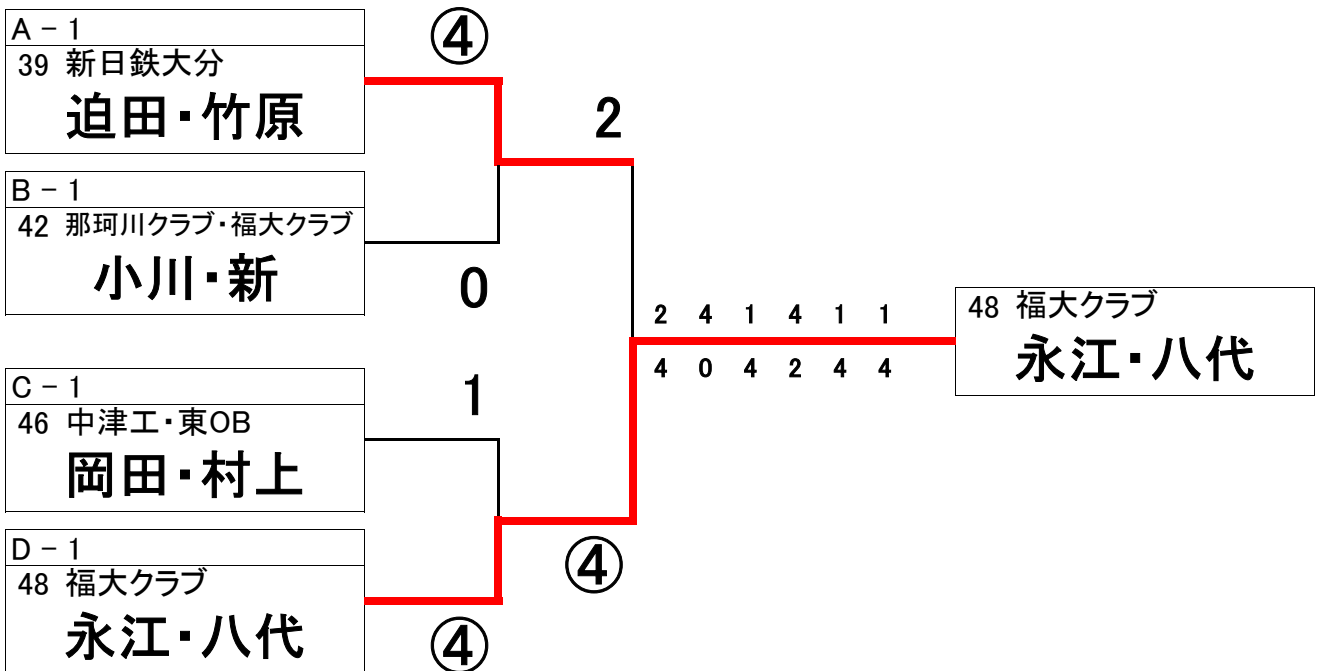 A － 1
39 新日鉄大分
迫田・竹原
④
2
B － 1
42 那珂川クラブ・福大クラブ
小川・新
0
2 4 1 4 1 1
4 0 4 2 4 4
48 福大クラブ
永江・八代
C － 1
46 中津工・東OB
岡田・村上
1
D － 1
48 福大クラブ
永江・八代
④
④